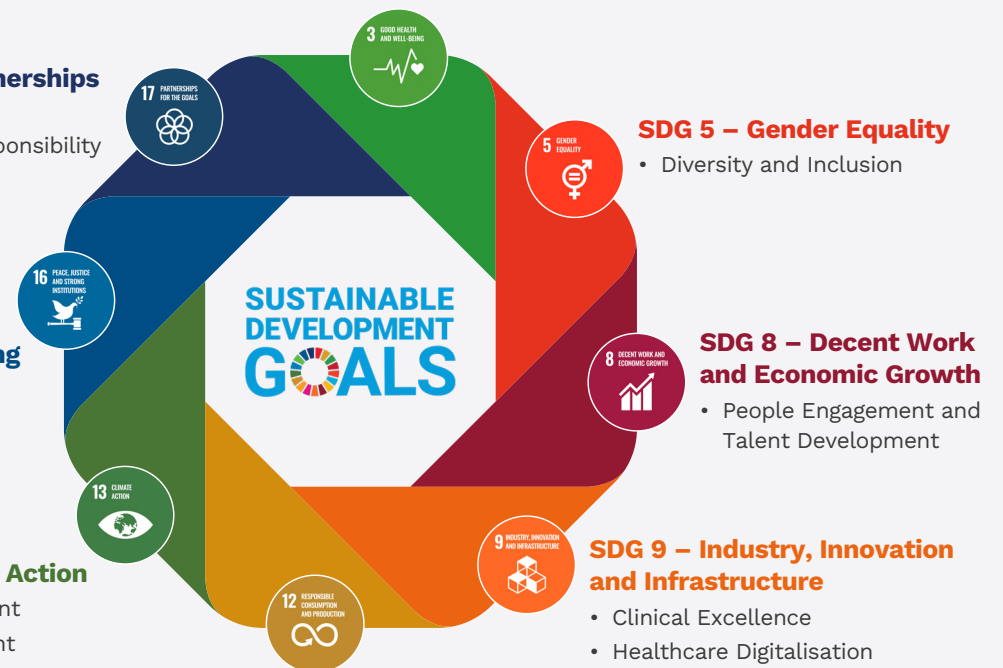 3 GOOD HEALTH
AND WELL-BEING
nerships
17 PARTNERSHIPS
FOR THE GOALS
ponsibility
5 GENDER
EQUALITY
SDG 5 – Gender Equality
• Diversity and Inclusion
16 PEACE, JUSTICE
AND STRONG
INSTITUTIONS
ng
SUSTAINABLE
DEVELOPMENT
GOALS
8 DECENT WORK AND
ECONOMIC GROWTH
SDG 8 – Decent Work
and Economic Growth
• People Engagement and
Talent Development
13 CLIMATE
ACTION
Action
nt
nt
12 RESPONSIBLE
CONSUMPTION
AND PRODUCTION
9 INDUSTRY, INNOVATION
AND INFRASTRUCTURE
SDG 9 – Industry, Innovation
and Infrastructure
• Clinical Excellence
• Healthcare Digitalisation